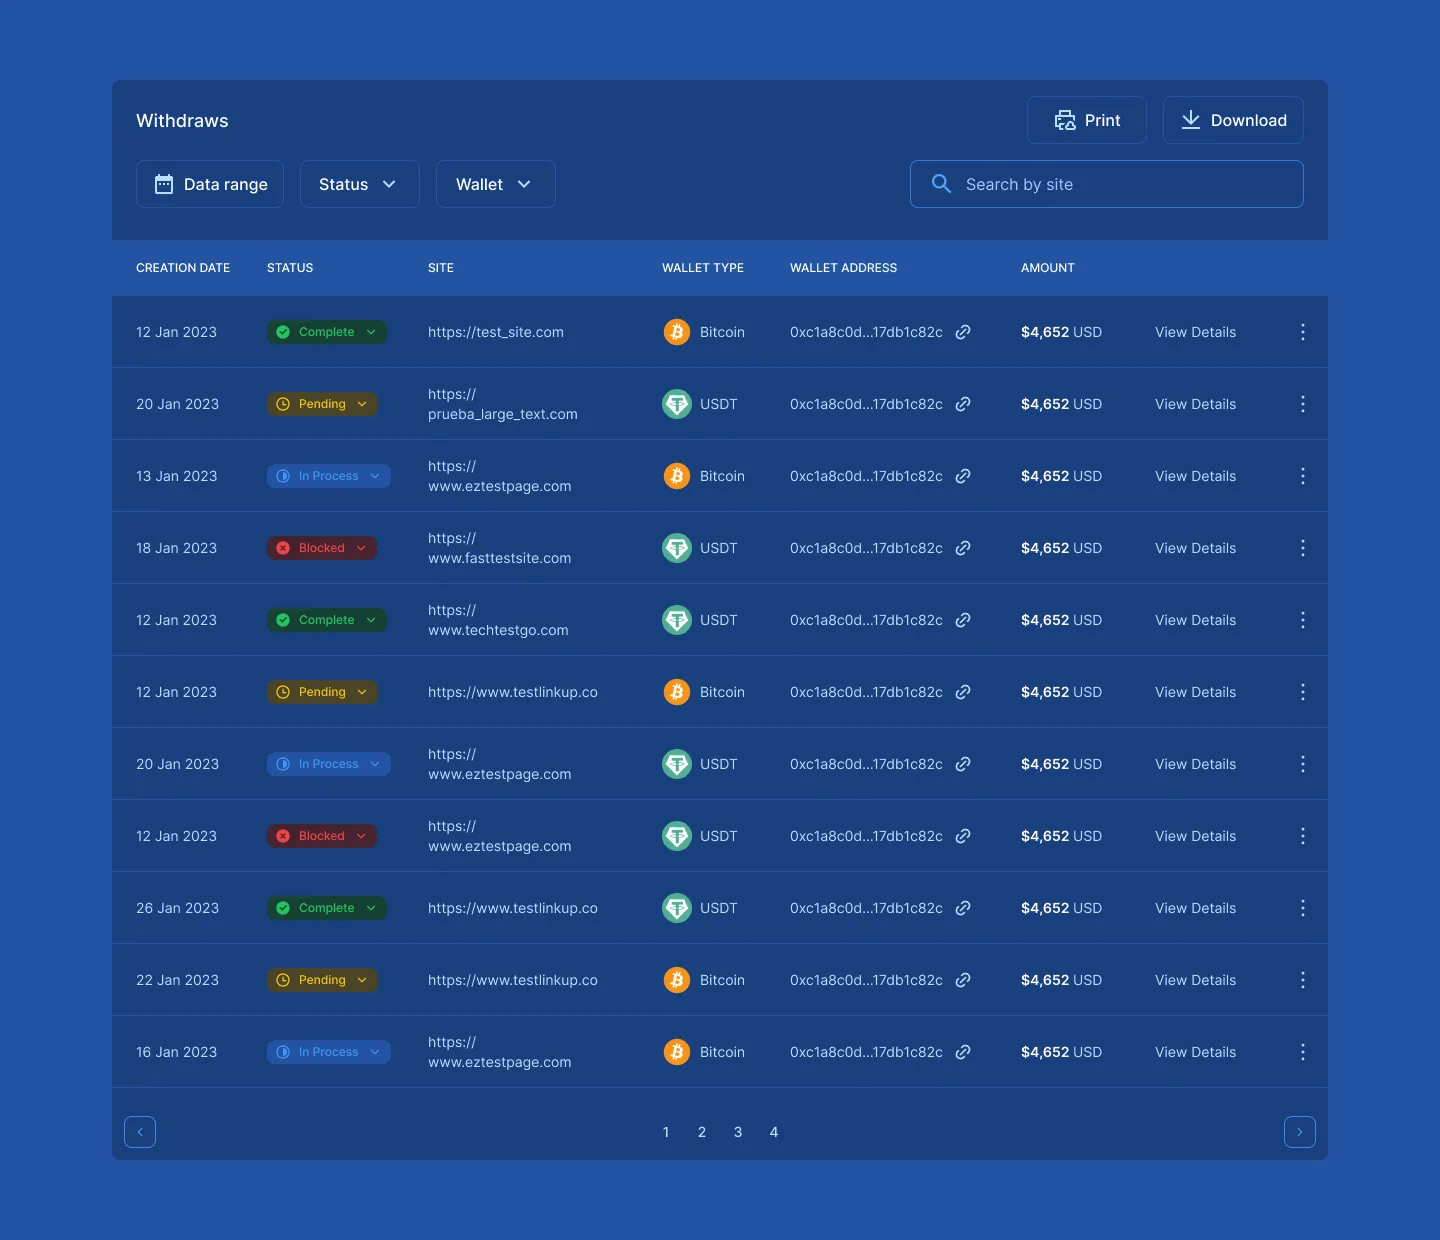 Withdraws
Print
Download
Data range
Status
Wallet
Search by site
CREATION DATE STATUS SITE WALLET TYPE WALLET ADDRESS AMOUNT
12 Jan 2023 Complete https://test_site.com Bitcoin 0xc1a8c0d...17db1c82c $4,652 USD View Details
20 Jan 2023 Pending https://
prueba_large_text.com USDT 0xc1a8c0d...17db1c82c $4,652 USD View Details
13 Jan 2023 In Process https://
www.eztestpage.com Bitcoin 0xc1a8c0d...17db1c82c $4,652 USD View Details
18 Jan 2023 Blocked https://
www.fasttestsite.com USDT 0xc1a8c0d...17db1c82c $4,652 USD View Details
12 Jan 2023 Complete https://
www.techtestgo.com USDT 0xc1a8c0d...17db1c82c $4,652 USD View Details
12 Jan 2023 Pending https://www.testlinkup.co Bitcoin 0xc1a8c0d...17db1c82c $4,652 USD View Details
20 Jan 2023 In Process https://
www.eztestpage.com USDT 0xc1a8c0d...17db1c82c $4,652 USD View Details
12 Jan 2023 Blocked https://
www.eztestpage.com USDT 0xc1a8c0d...17db1c82c $4,652 USD View Details
26 Jan 2023 Complete https://www.testlinkup.co USDT 0xc1a8c0d...17db1c82c $4,652 USD View Details
22 Jan 2023 Pending https://www.testlinkup.co Bitcoin 0xc1a8c0d...17db1c82c $4,652 USD View Details
16 Jan 2023 In Process https://
www.eztestpage.com Bitcoin 0xc1a8c0d...17db1c82c $4,652 USD View Details
1 2 3 4